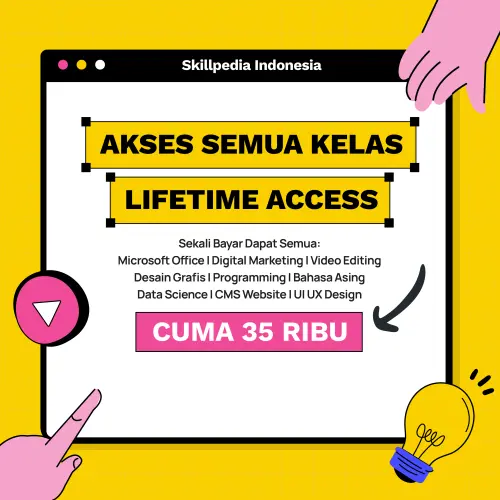 Skillpedia Indonesia
AKSES SEMUA KELAS
LIFETIME ACCESS
Sekali Bayar Dapat Semua:
Microsoft Office | Digital Marketing | Video Editing
Desain Grafis | Programming | Bahasa Asing
Data Science | CMS Website | UI UX Design
CUMA 35 RIBU